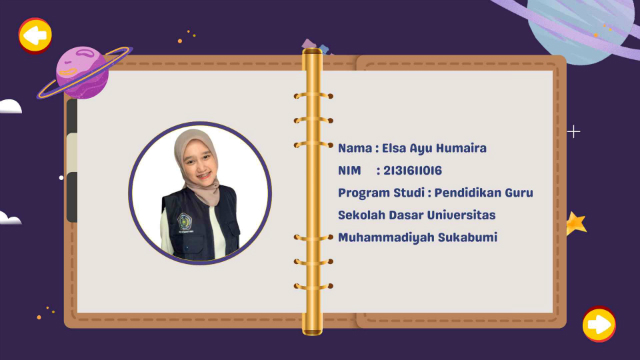 Nama : Elsa Ayu Humaira
NIM : 2131611016
Program Studi : Pendidikan Guru
Sekolah Dasar Universitas
Muhammadiyah Sukabumi